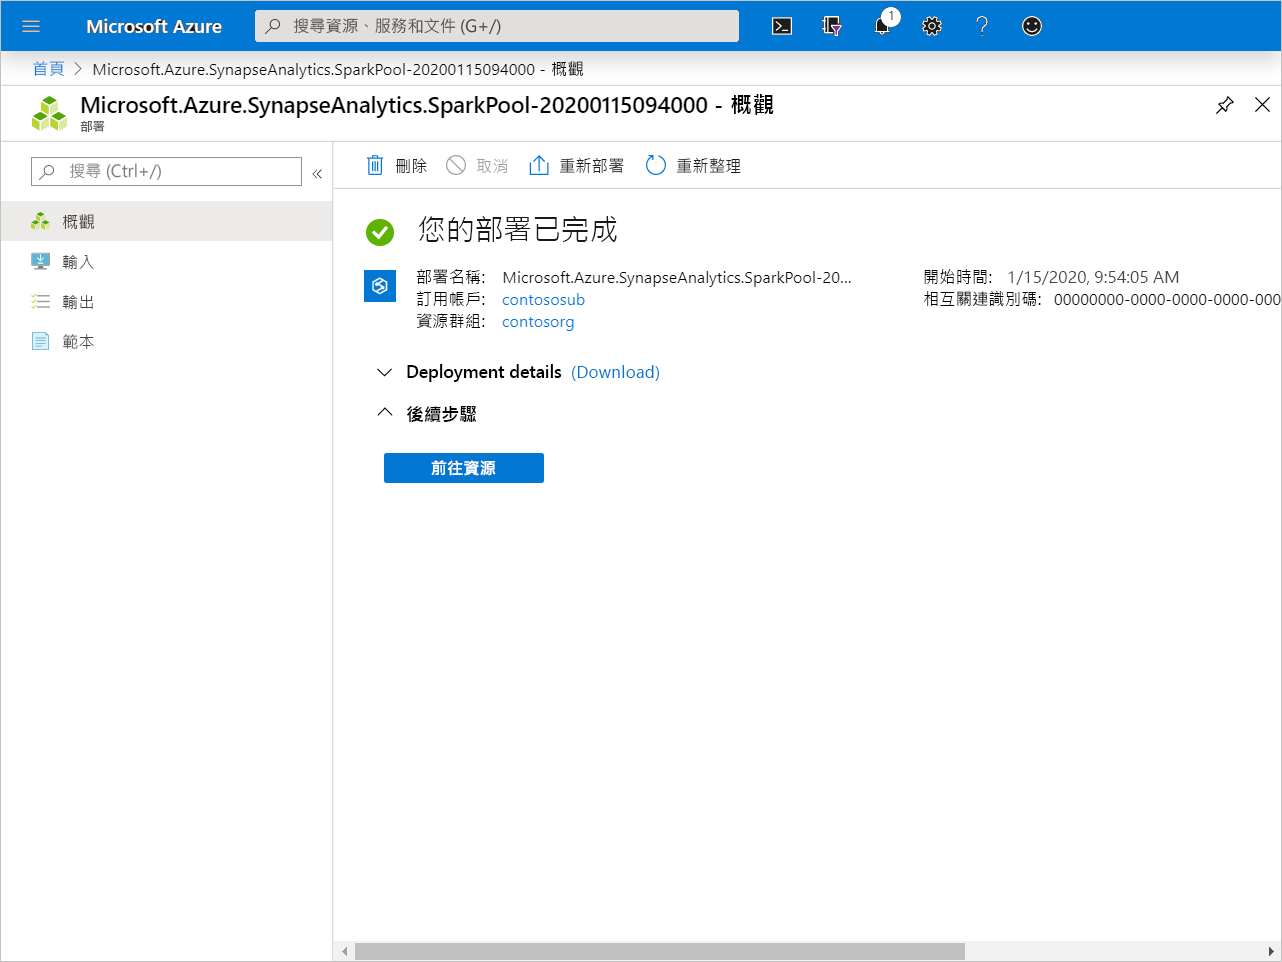 Microsoft Azure
搜尋資源、服務和文件 (G+/)
1
首頁 > Microsoft.Azure.SynapseAnalytics.SparkPool-20200115094000 - 概觀
Microsoft.Azure.SynapseAnalytics.SparkPool-20200115094000 - 概觀
部署
搜尋 (Ctrl+/)
«
概觀
輸入
輸出
範本
刪除 取消 重新部署 重新整理
您的部署已完成
部署名稱: Microsoft.Azure.SynapseAnalytics.SparkPool-20...
訂用帳戶: contososub
資源群組: contosorg
開始時間: 1/15/2020, 9:54:05 AM
相互關連識別碼: 00000000-0000-0000-0000-000
Deployment details (Download)
後續步驟
前往資源